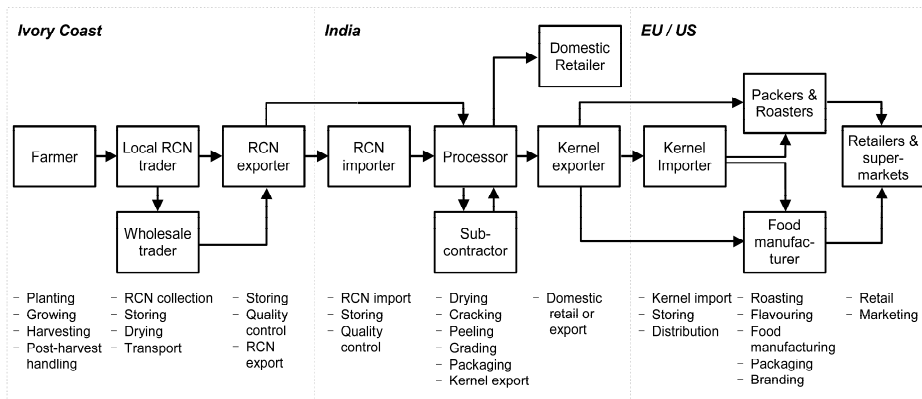 Ivory Coast
India
EU / US
Domestic
Retailer
Packers &
Roasters
Farmer
Local RCN
trader
RCN
exporter
RCN
importer
Processor
Kernel
exporter
Kernel
Importer
Retailers &
super-
markets
Wholesale
trader
Sub-
contractor
Food
manufac-
turer
− Planting
− Growing
− Harvesting
− Post-harvest
handling
− RCN collection
− Storing
− Drying
− Transport
− Storing
− Quality
control
− RCN
export
− RCN import
− Storing
− Quality
control
− Drying
− Cracking
− Peeling
− Grading
− Packaging
− Kernel export
− Domestic
retail or
export
− Kernel import
− Storing
− Distribution
− Roasting
− Flavouring
− Food
manufacturing
− Packaging
− Branding
− Retail
− Marketing